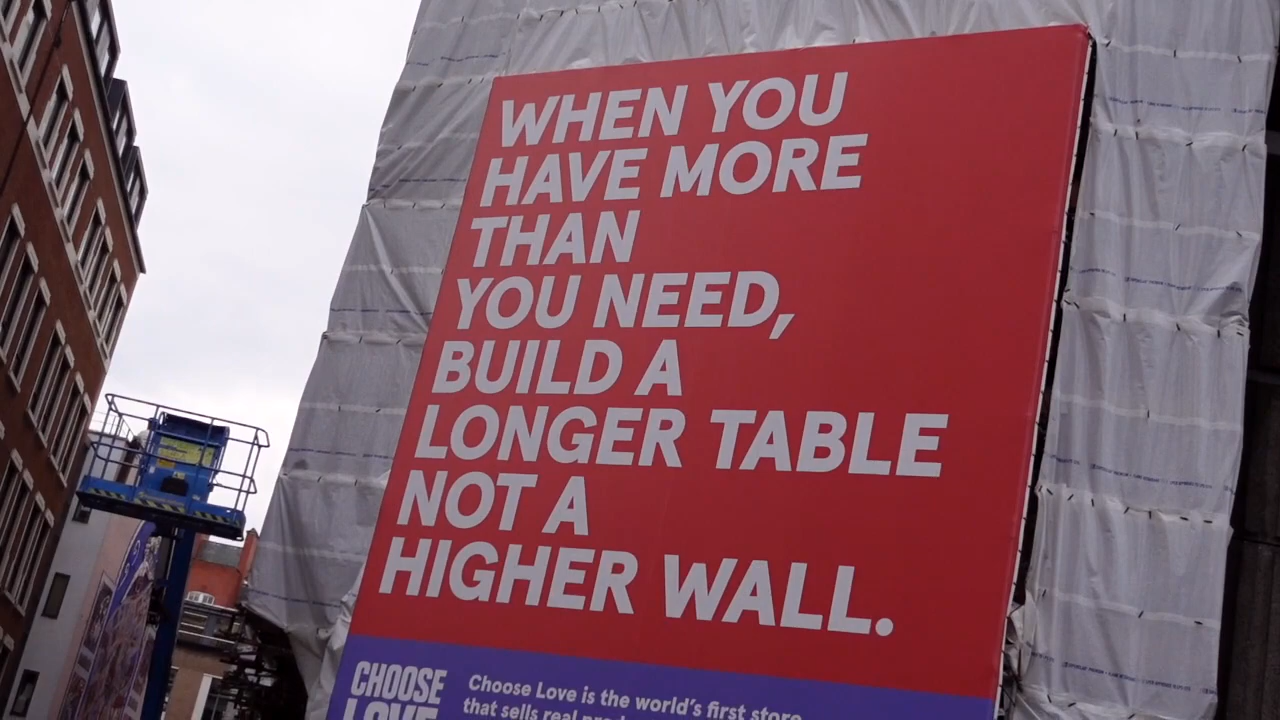 WHEN YOU
HAVE MORE
THAN
YOU NEED,
BUILD A
LONGER TABLE
NOT A
HIGHER WALL.
CHOOSE
LOVE
Choose Love is the world's first store
that sells real